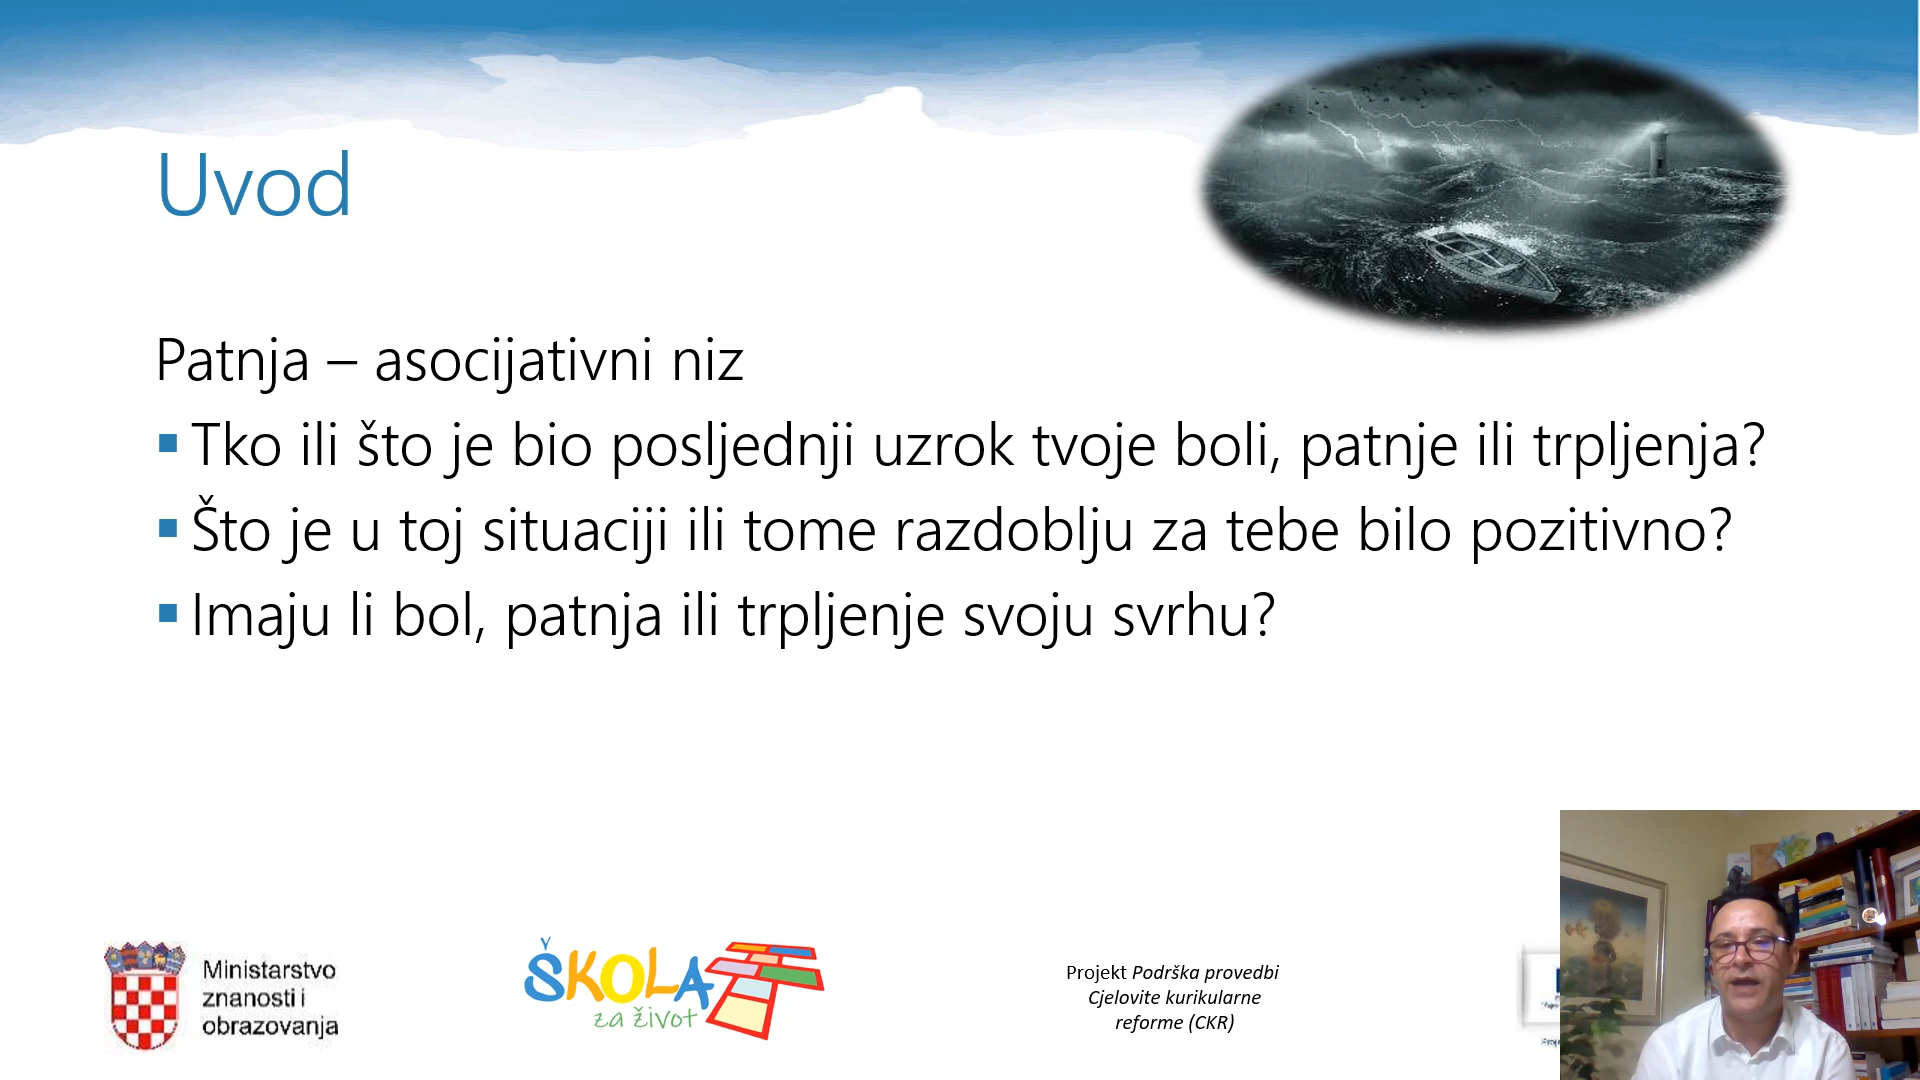 Uvod
Patnja – asocijativni niz
Tko ili što je bio posljednji uzrok tvoje boli, patnje ili trpljenja?
Što je u toj situaciji ili tome razdoblju za tebe bilo pozitivno?
Imaju li bol, patnja ili trpljenje svoju svrhu?
Ministarstvo
znanosti i
obrazovanja
ŠKOLA
za život
Projekt Podrška provedbi
Cjelovite kurikularne
reforme (CKR)